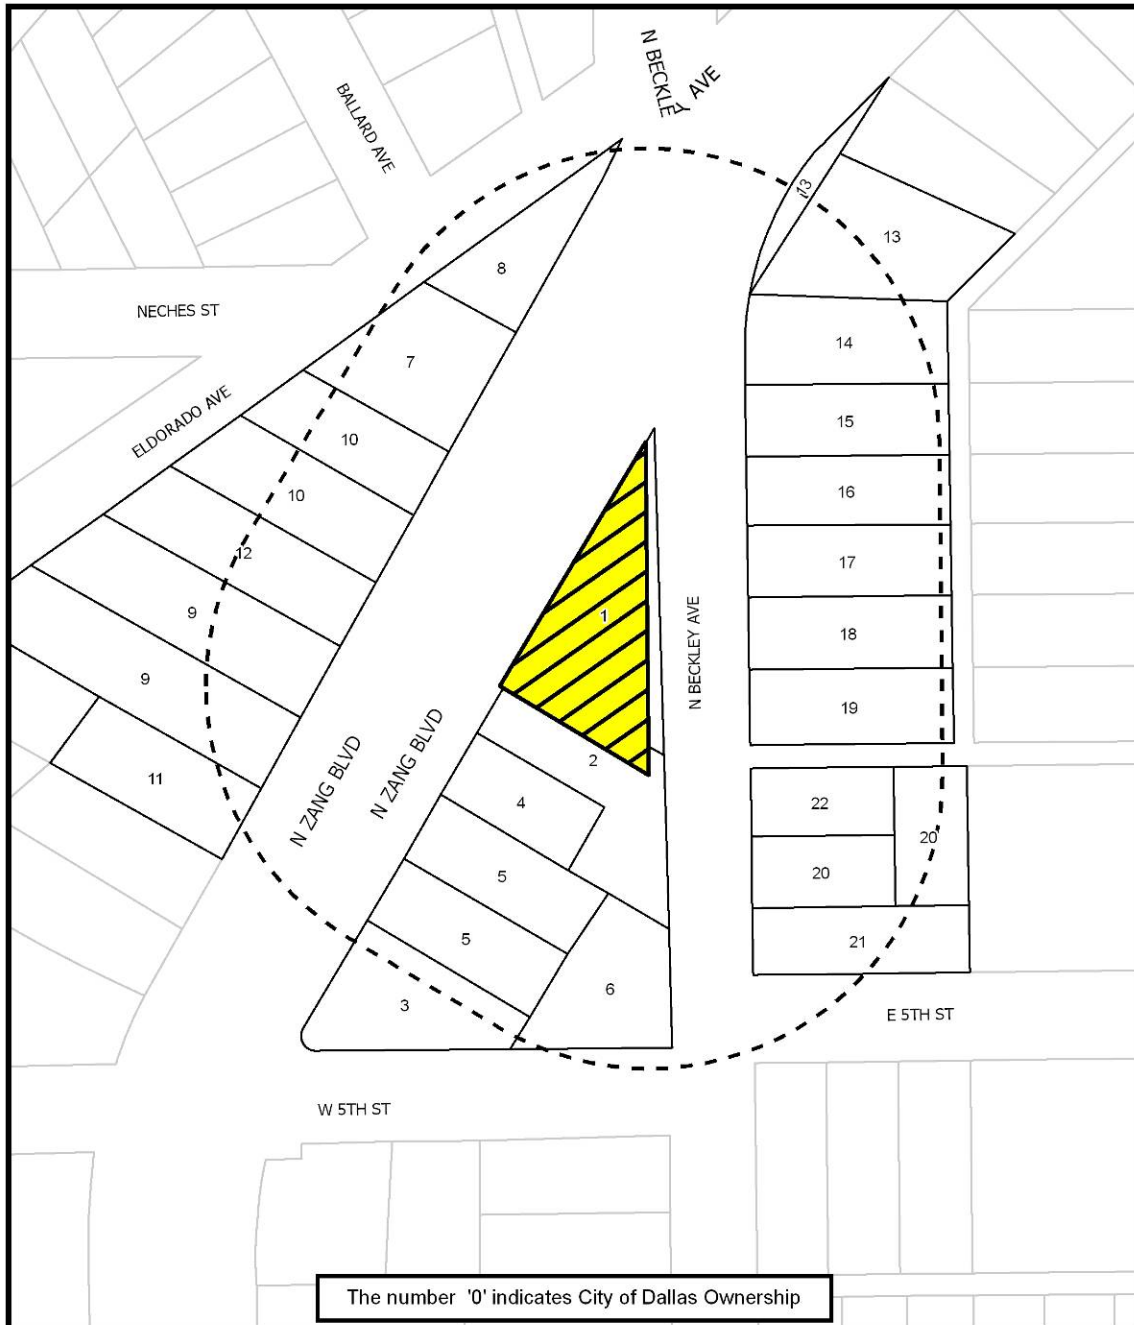 N BECKLEY AVE
BALLARD AVE
13
13
8
NECHES ST
14
7
ELDORADO AVE
15
10
16
10
12
17
9
1
18
N BECKLEY AVE
9
19
N ZANG BLVD
N ZANG BLVD
2
11
4
22
20
5
20
5
21
6
3
E 5TH ST
W 5TH ST
The number '0' indicates City of Dallas Ownership